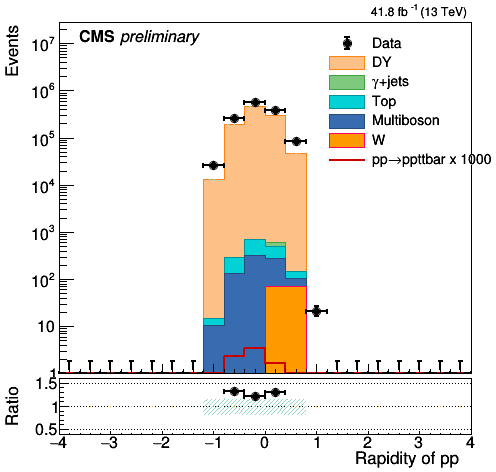 41.8 fb⁻¹ (13 TeV)
CMS preliminary
Events
10⁷
10⁶
10⁵
10⁴
10³
10²
10
1
Data
DY
γ+jets
Top
Multiboson
W
pp→ppttbar x 1000
Ratio
1.5
1
0.5
−4 −3 −2 −1 0 1 2 3 4
Rapidity of pp